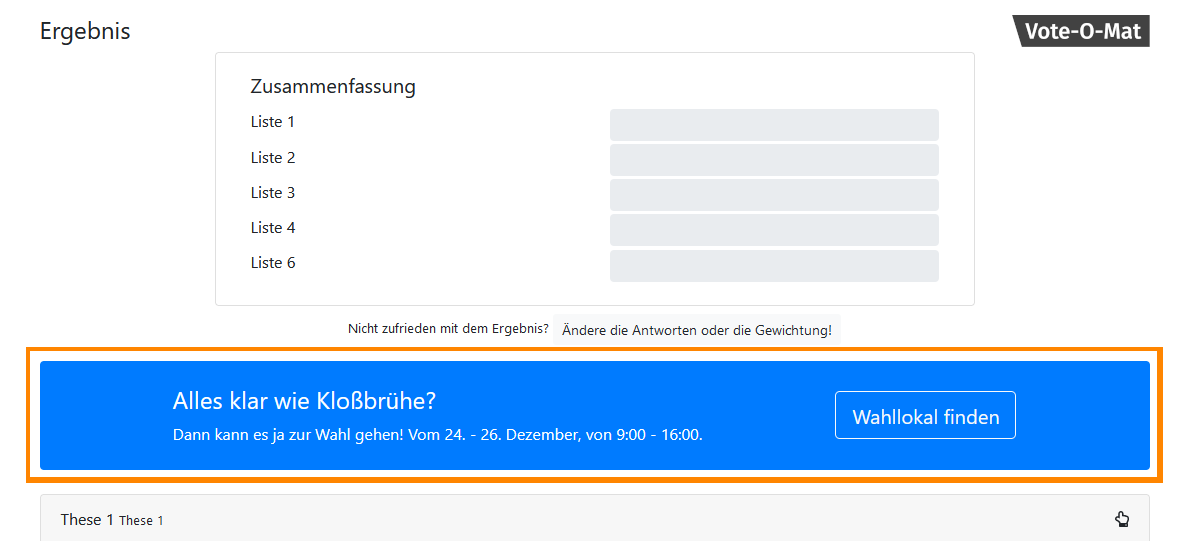 Ergebnis
Vote-O-Mat
Zusammenfassung
Liste 1
Liste 2
Liste 3
Liste 4
Liste 6
Nicht zufrieden mit dem Ergebnis? Ändere die Antworten oder die Gewichtung!
Alles klar wie Kloßbrühe?
Dann kann es ja zur Wahl gehen! Vom 24. - 26. Dezember, von 9:00 - 16:00.
Wahllokal finden
These 1 These 1